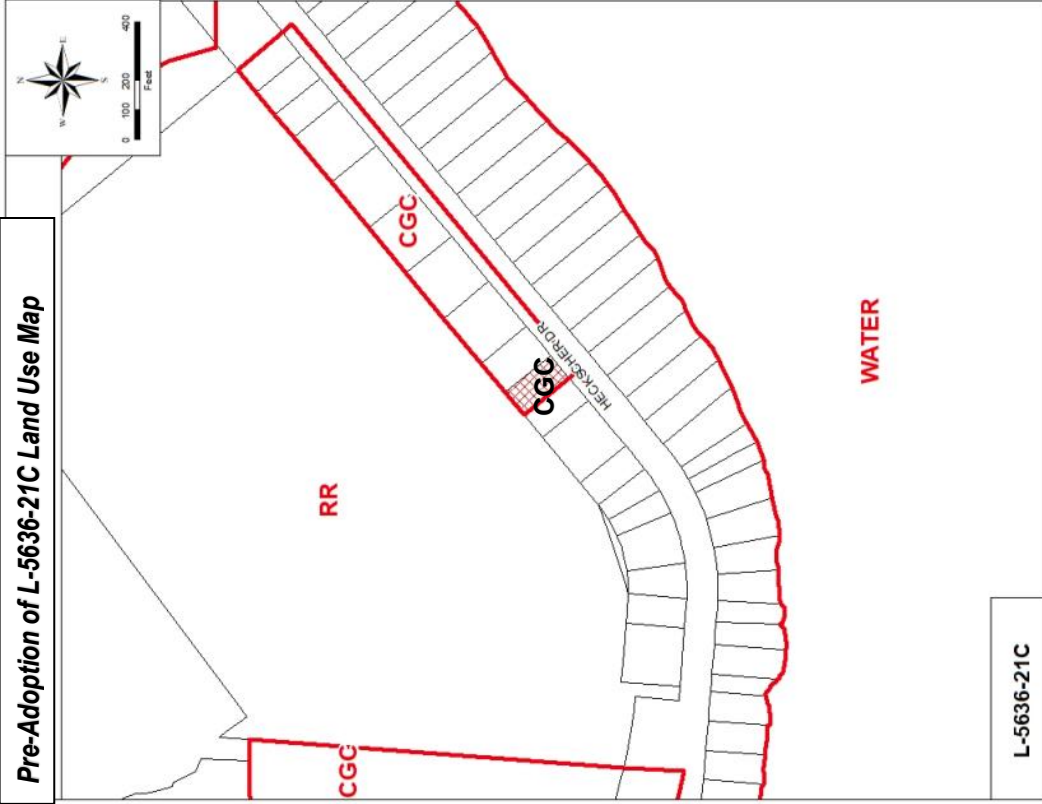 Pre-Adoption of L-5636-21C Land Use Map
N
W
E
S
0 100 200 400
Feet
CGC
CGC
HECKSCHER DR
RR
WATER
CGC
L-5636-21C